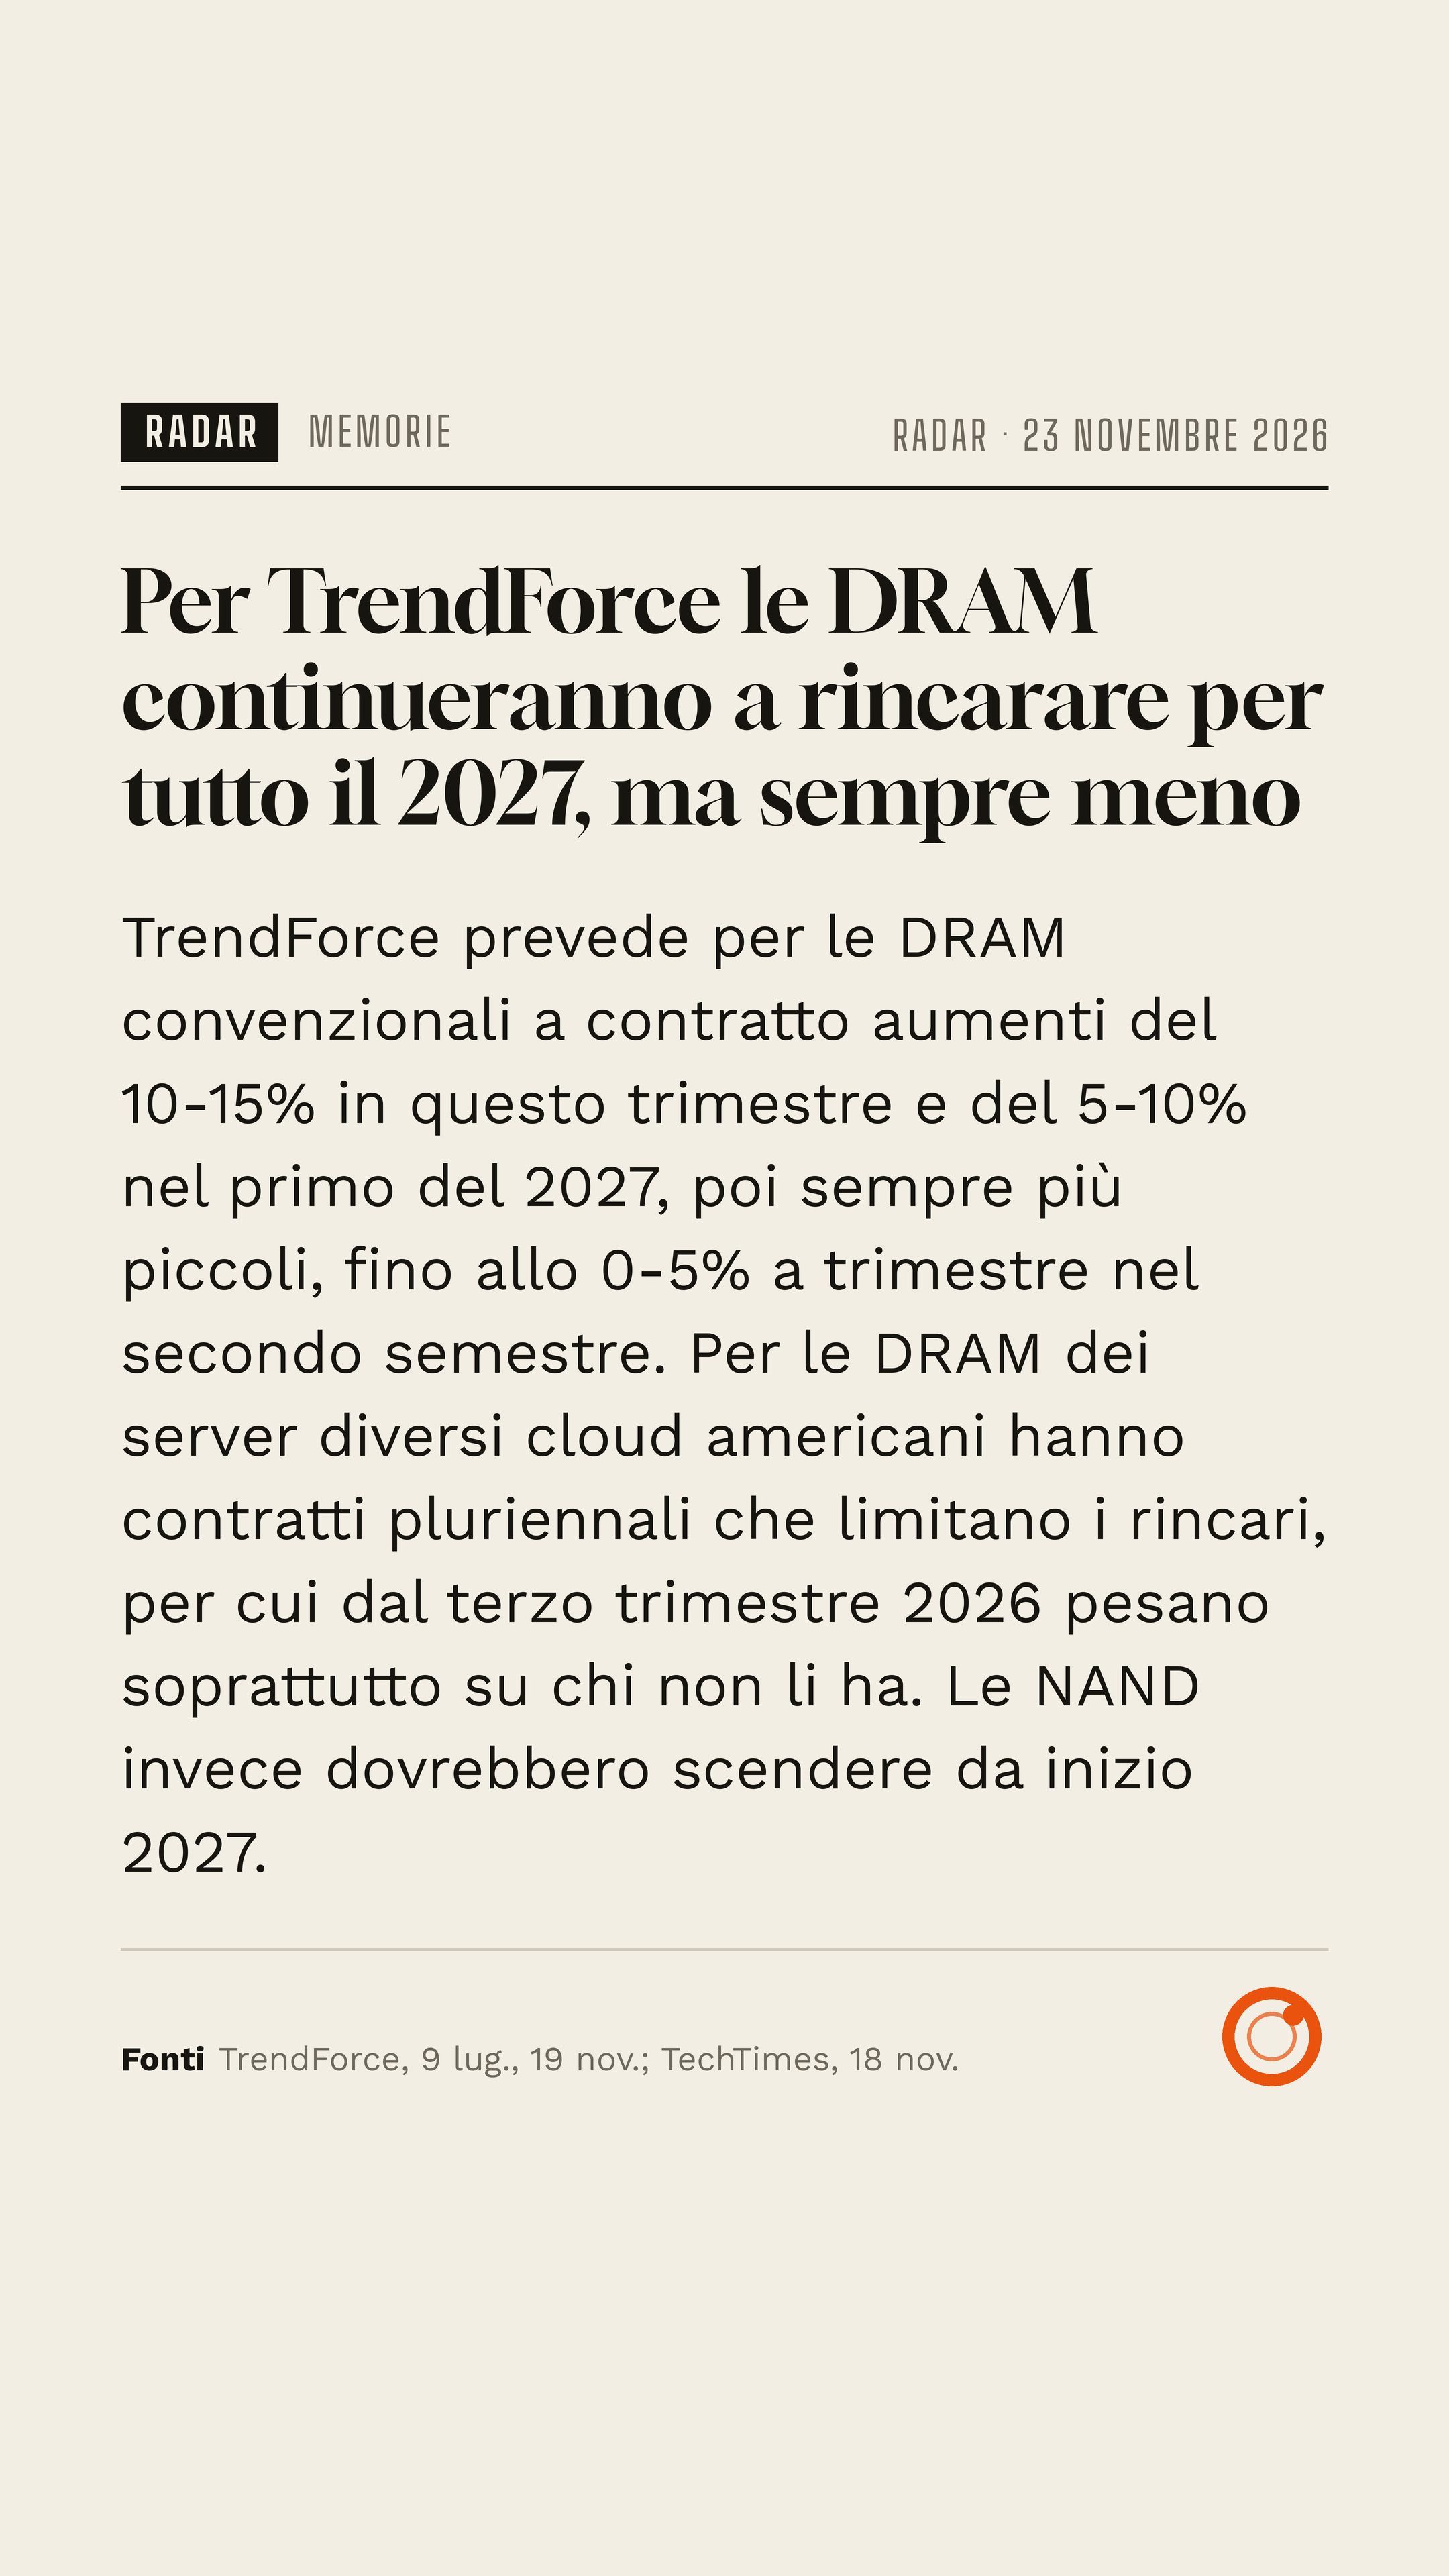 RADAR MEMORIE RADAR · 23 NOVEMBRE 2026
Per TrendForce le DRAM
continueranno a rincarare per
tutto il 2027, ma sempre meno
TrendForce prevede per le DRAM
convenzionali a contratto aumenti del
10-15% in questo trimestre e del 5-10%
nel primo del 2027, poi sempre più
piccoli, fino allo 0-5% a trimestre nel
secondo semestre. Per le DRAM dei
server diversi cloud americani hanno
contratti pluriennali che limitano i rincari,
per cui dal terzo trimestre 2026 pesano
soprattutto su chi non li ha. Le NAND
invece dovrebbero scendere da inizio
2027.
Fonti TrendForce, 9 lug., 19 nov.; TechTimes, 18 nov.